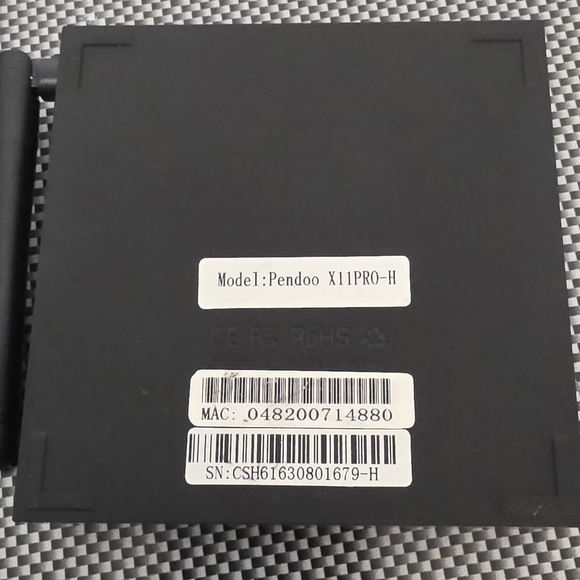 Model:Pendoo X11PRO-H
CE FC RoHS
MAC: 048200714880
SN:CSH61630801679-H